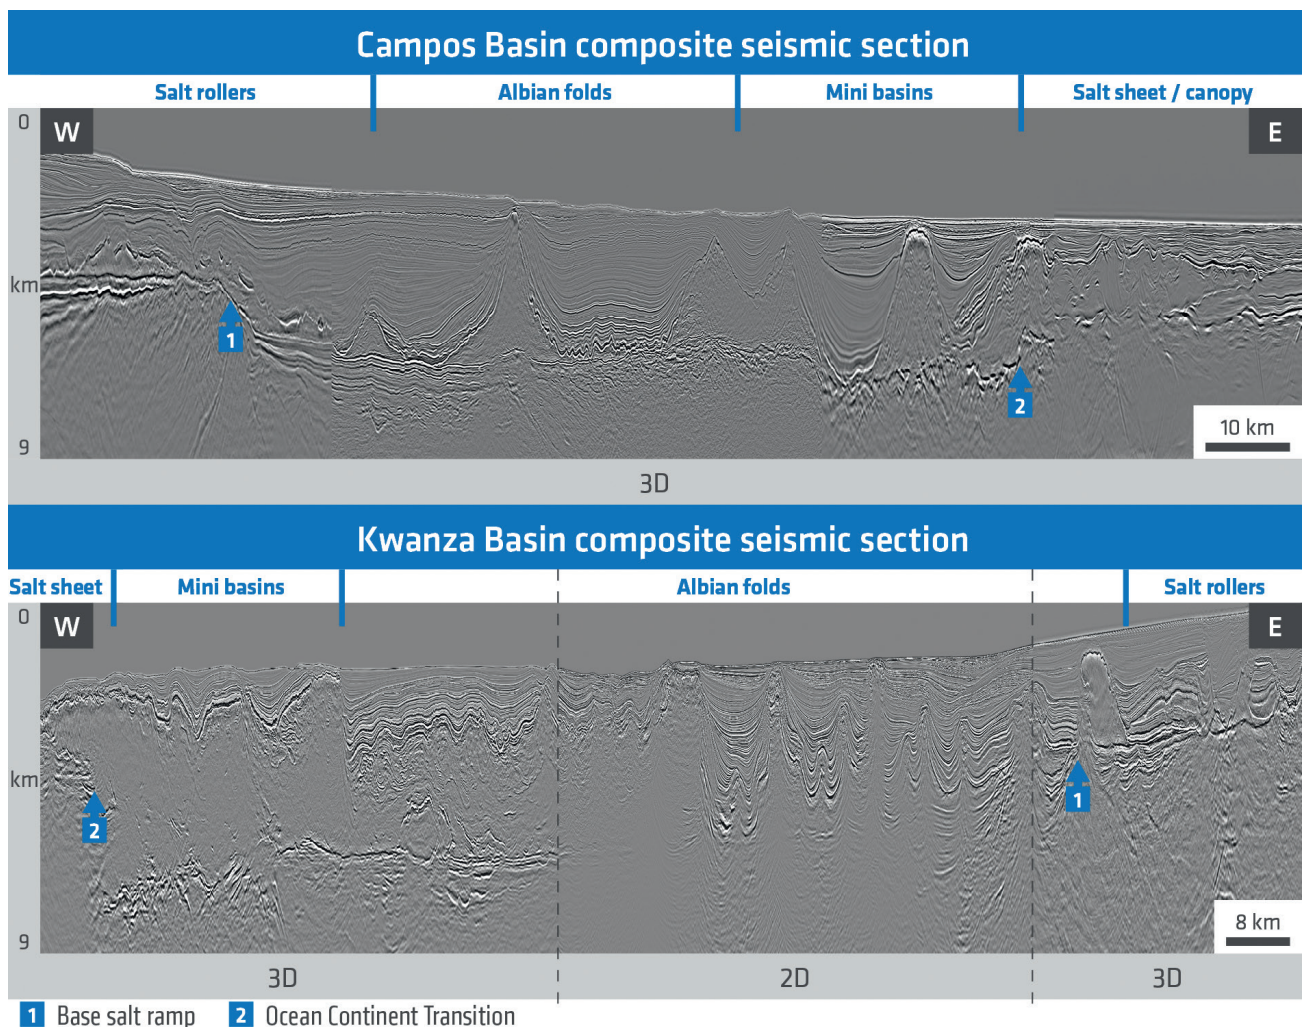 Campos Basin composite seismic section
Salt rollers Albian folds Mini basins Salt sheet / canopy
0
W E
km
1
2
10 km
9
3D
Kwanza Basin composite seismic section
Salt sheet Mini basins Albian folds Salt rollers
0
W E
km
1
2
8 km
9
3D 2D 3D
1 Base salt ramp 2 Ocean Continent Transition